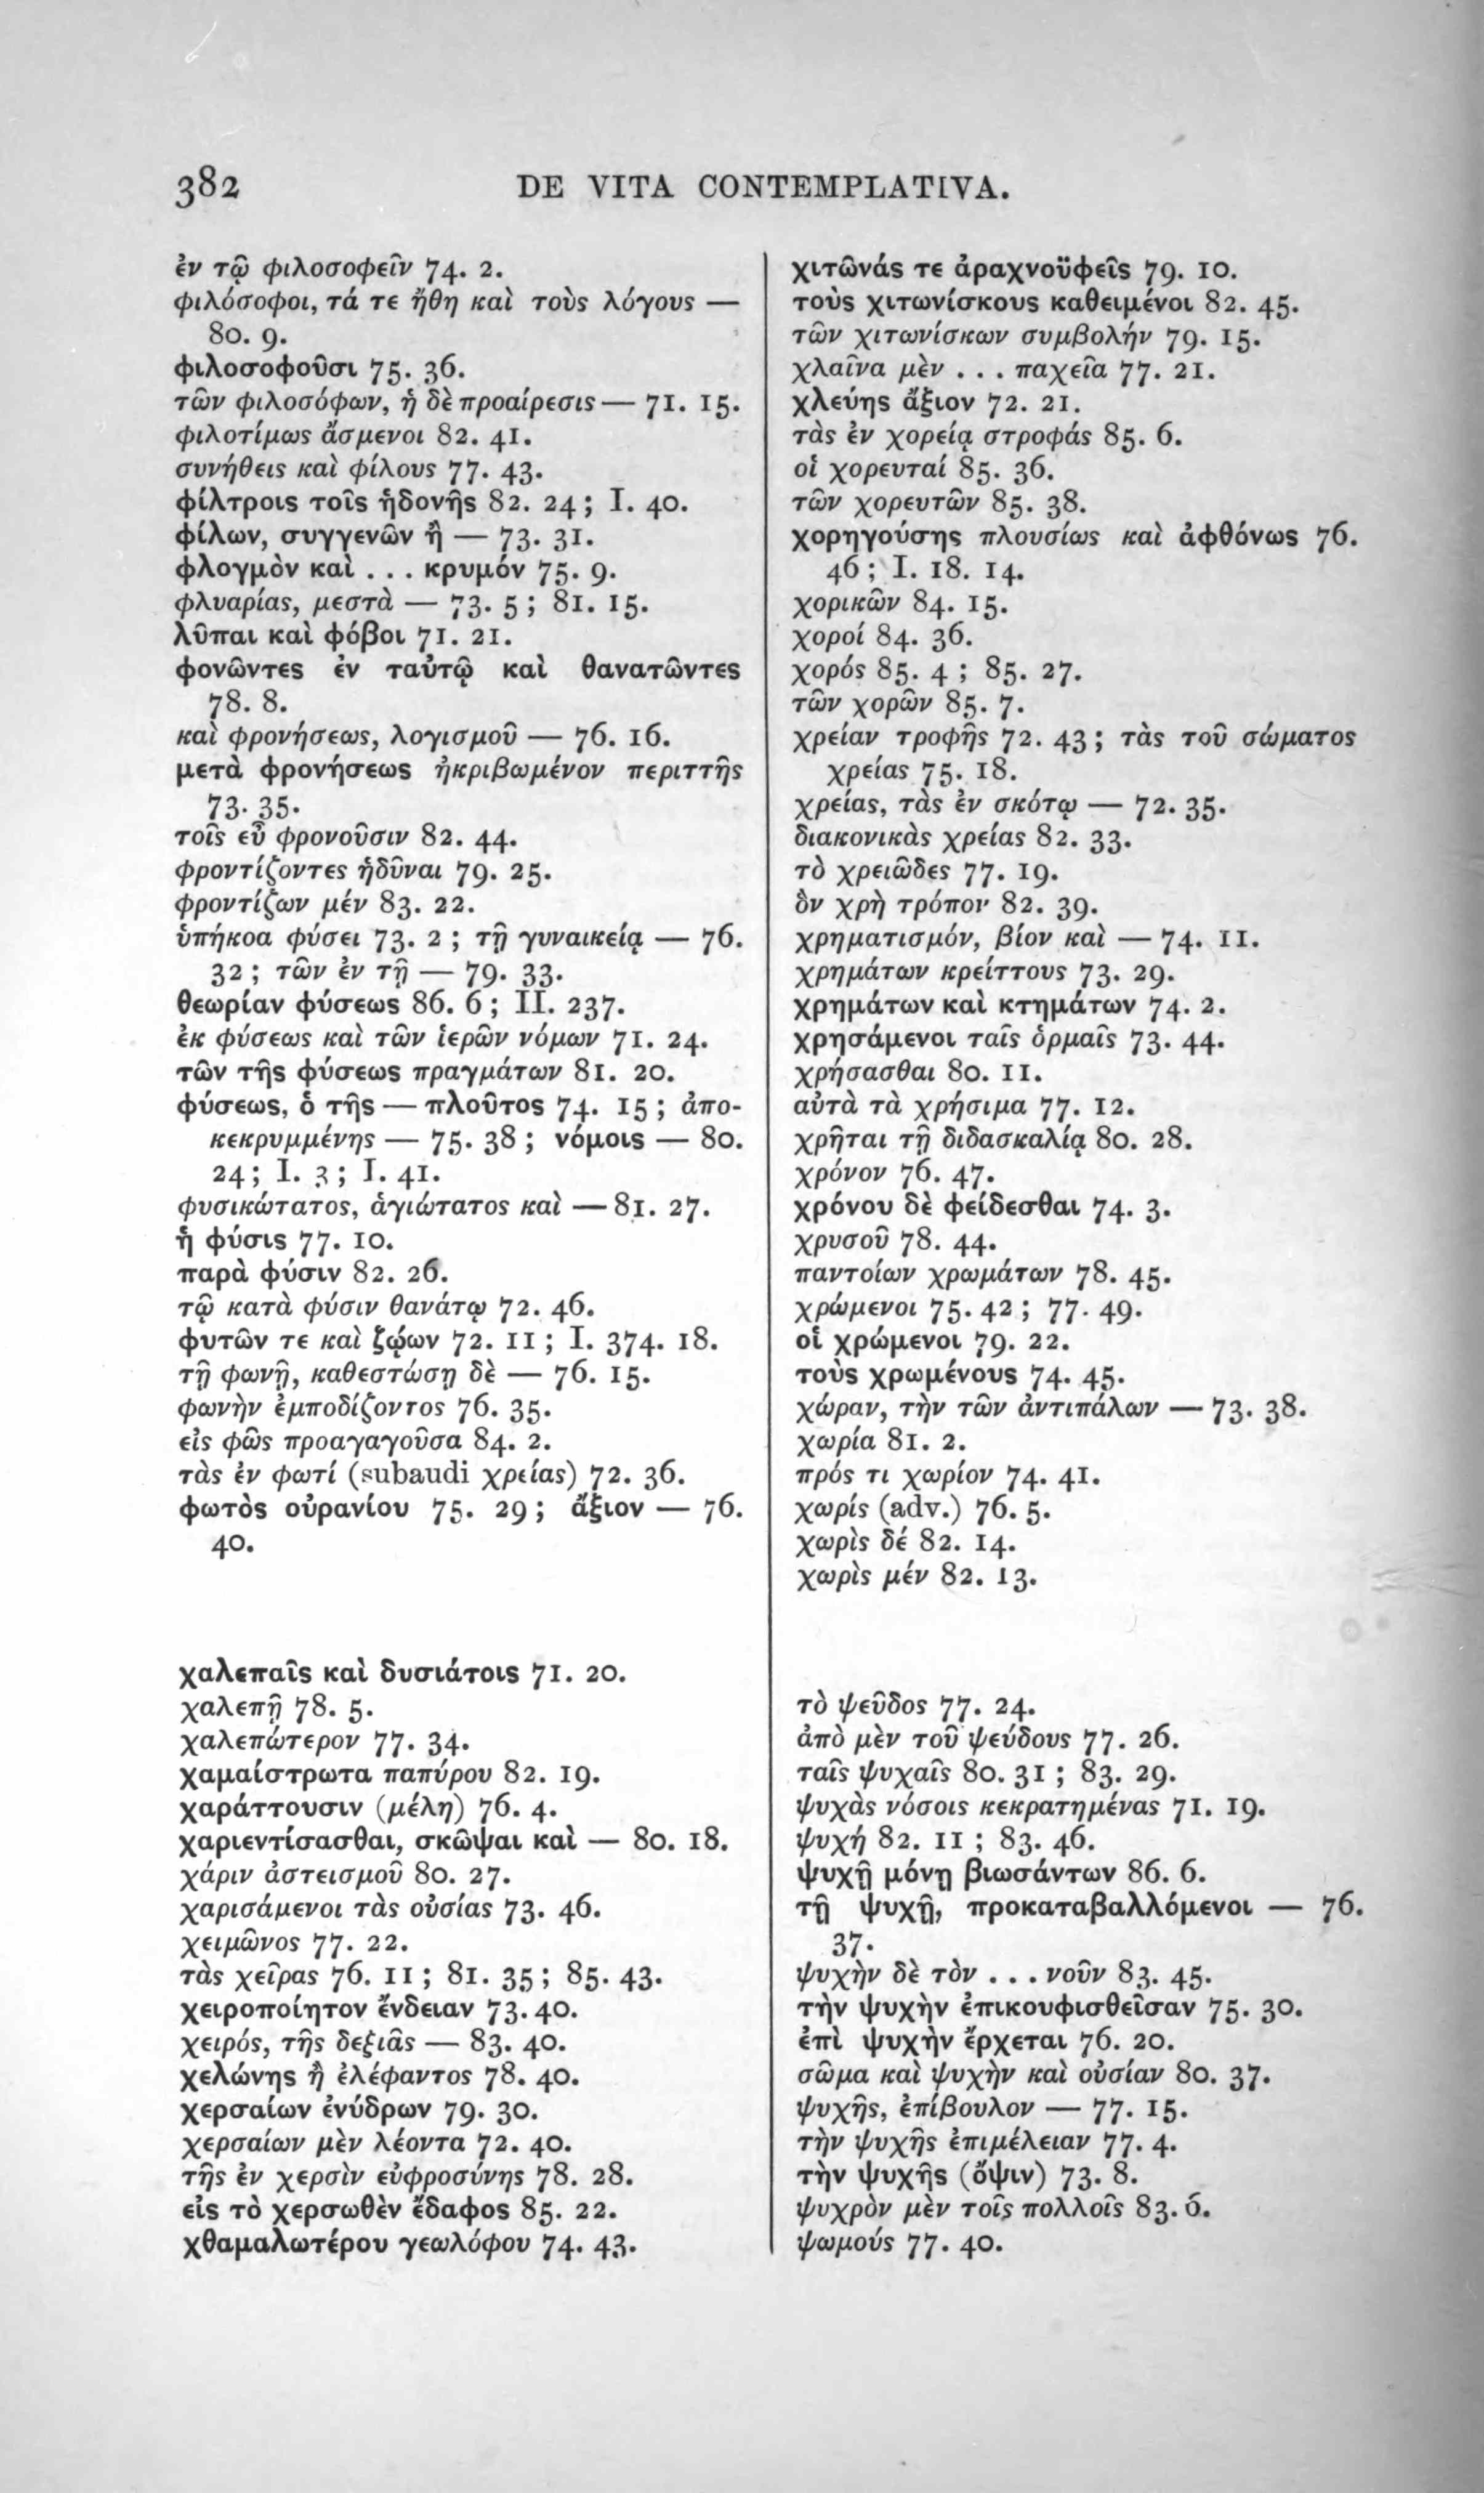 382
DE VITA CONTEMPLATIVA.
ἐν τῷ φιλοσοφεῖν 74. 2.
φιλόσοφοι, τά τε ἤθη καὶ τοὺς λόγους —
80. 9.
φιλοσοφοῦσι 75. 36.
τῶν φιλοσόφων, ἡ δὲ προαίρεσις — 71. 15.
φιλοτίμως ἄσμενοι 82. 41.
συνήθεις καὶ φίλους 77. 43.
φίλτροις τοῖς ἡδονῆς 82. 24; I. 40.
φίλων, συγγενῶν ἢ — 73. 31.
φλογμὸν καὶ . . . κρυμόν 75. 9.
φλυαρίας, μεστὰ — 73. 5; 81. 15.
λῦπαι καὶ φόβοι 71. 21.
φονῶντες ἐν ταὐτῷ καὶ θανατῶντες
78. 8.
καὶ φρονήσεως, λογισμοῦ — 76. 16.
μετὰ φρονήσεως ἠκριβωμένον περιττῆς
73. 35.
τοῖς εὖ φρονοῦσιν 82. 44.
φροντίζοντες ἡδῦναι 79. 25.
φροντίζων μέν 83. 22.
ὑπήκοα φύσει 73. 2; τῇ γυναικείᾳ — 76.
32; τῶν ἐν τῇ — 79. 33.
θεωρίαν φύσεως 86. 6; II. 237.
ἐκ φύσεως καὶ τῶν ἱερῶν νόμων 71. 24.
τῶν τῆς φύσεως πραγμάτων 81. 20.
φύσεως, ὁ τῆς — πλοῦτος 74. 15; ἀπο-
κεκρυμμένης — 75. 38; νόμοις — 80.
24; I. 3; I. 41.
φυσικώτατος, ἁγιώτατος καὶ — 81. 27.
ἡ φύσις 77. 10.
παρὰ φύσιν 82. 26.
τῷ κατὰ φύσιν θανάτῳ 72. 46.
φυτῶν τε καὶ ζῴων 72. 11; I. 374. 18.
τῇ φωνῇ, καθεστώσῃ δὲ — 76. 15.
φωνὴν ἐμποδίζοντος 76. 35.
εἰς φῶς προαγαγοῦσα 84. 2.
τὰς ἐν φωτί (subaudi χρείας) 72. 36.
φωτὸς οὐρανίου 75. 29; ἄξιον — 76.
40.
χαλεπαῖς καὶ δυσιάτοις 71. 20.
χαλεπῇ 78. 5.
χαλεπώτερον 77. 34.
χαμαίστρωτα παπύρου 82. 19.
χαράττουσιν (μέλη) 76. 4.
χαριεντίσασθαι, σκῶψαι καὶ — 80. 18.
χάριν ἀστεισμοῦ 80. 27.
χαρισάμενοι τὰς οὐσίας 73. 46.
χειμῶνος 77. 22.
τὰς χεῖρας 76. 11; 81. 35; 85. 43.
χειροποίητον ἔνδειαν 73. 40.
χειρός, τῆς δεξιᾶς — 83. 40.
χελώνης ἢ ἐλέφαντος 78. 40.
χερσαίων ἐνύδρων 79. 30.
χερσαίων μὲν λέοντα 72. 40.
τῆς ἐν χερσὶν εὐφροσύνης 78. 28.
εἰς τὸ χερσωθὲν ἔδαφος 85. 22.
χθαμαλωτέρου γεωλόφου 74. 43.
χιτῶνάς τε ἀραχνοϋφεῖς 79. 10.
τοὺς χιτωνίσκους καθειμένοι 82. 45.
τῶν χιτωνίσκων συμβολήν 79. 15.
χλαῖνα μὲν . . . παχεῖα 77. 21.
χλεύης ἄξιον 72. 21.
τὰς ἐν χορείᾳ στροφάς 85. 6.
οἱ χορευταί 85. 36.
τῶν χορευτῶν 85. 38.
χορηγούσης πλουσίως καὶ ἀφθόνως 76.
46; I. 18. 14.
χορικῶν 84. 15.
χοροί 84. 36.
χορός 85. 4; 85. 27.
τῶν χορῶν 85. 7.
χρείαν τροφῆς 72. 43; τὰς τοῦ σώματος
χρείας 75. 18.
χρείας, τὰς ἐν σκότῳ — 72. 35.
διακονικὰς χρείας 82. 33.
τὸ χρειῶδες 77. 19.
ὃν χρὴ τρόπον 82. 39.
χρηματισμόν, βίον καὶ — 74. 11.
χρημάτων κρείττους 73. 29.
χρημάτων καὶ κτημάτων 74. 2.
χρησάμενοι ταῖς ὁρμαῖς 73. 44.
χρήσασθαι 80. 11.
αὐτὰ τὰ χρήσιμα 77. 12.
χρῆται τῇ διδασκαλίᾳ 80. 28.
χρόνον 76. 47.
χρόνου δὲ φείδεσθαι 74. 3.
χρυσοῦ 78. 44.
παντοίων χρωμάτων 78. 45.
χρώμενοι 75. 42; 77. 49.
οἱ χρώμενοι 79. 22.
τοὺς χρωμένους 74. 45.
χώραν, τὴν τῶν ἀντιπάλων — 73. 38.
χωρία 81. 2.
πρός τι χωρίον 74. 41.
χωρίς (adv.) 76. 5.
χωρὶς δέ 82. 14.
χωρὶς μέν 82. 13.
τὸ ψεῦδος 77. 24.
ἀπὸ μὲν τοῦ ψεύδους 77. 26.
ταῖς ψυχαῖς 80. 31; 83. 29.
ψυχὰς νόσοις κεκρατημένας 71. 19.
ψυχή 82. 11; 83. 46.
ψυχῇ μόνῃ βιωσάντων 86. 6.
τῇ ψυχῇ, προκαταβαλλόμενοι — 76.
37.
ψυχὴν δὲ τὸν . . . νοῦν 83. 45.
τὴν ψυχὴν ἐπικουφισθεῖσαν 75. 30.
ἐπὶ ψυχὴν ἔρχεται 76. 20.
σῶμα καὶ ψυχὴν καὶ οὐσίαν 80. 37.
ψυχῆς, ἐπίβουλον — 77. 15.
τὴν ψυχῆς ἐπιμέλειαν 77. 4.
τὴν ψυχῆς (ὄψιν) 73. 8.
ψυχρὸν μὲν τοῖς πολλοῖς 83. 6.
ψωμούς 77. 40.